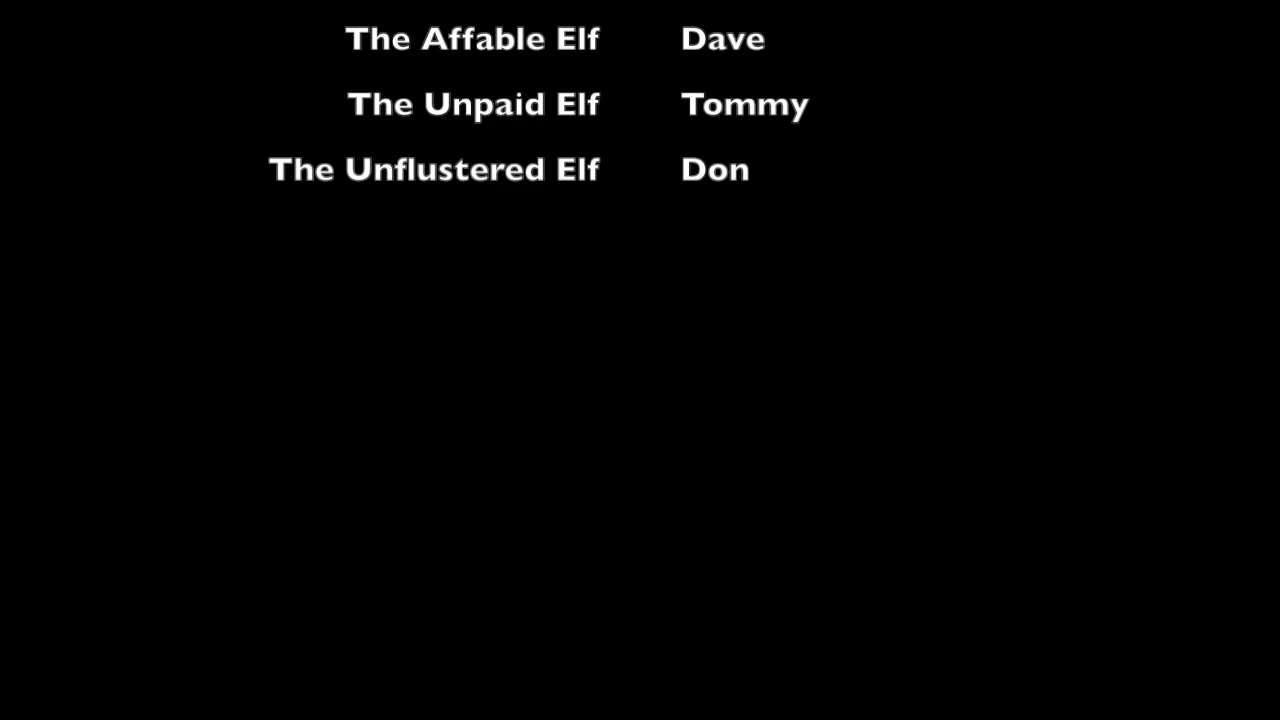 The Affable Elf Dave
The Unpaid Elf Tommy
The Unflustered Elf Don